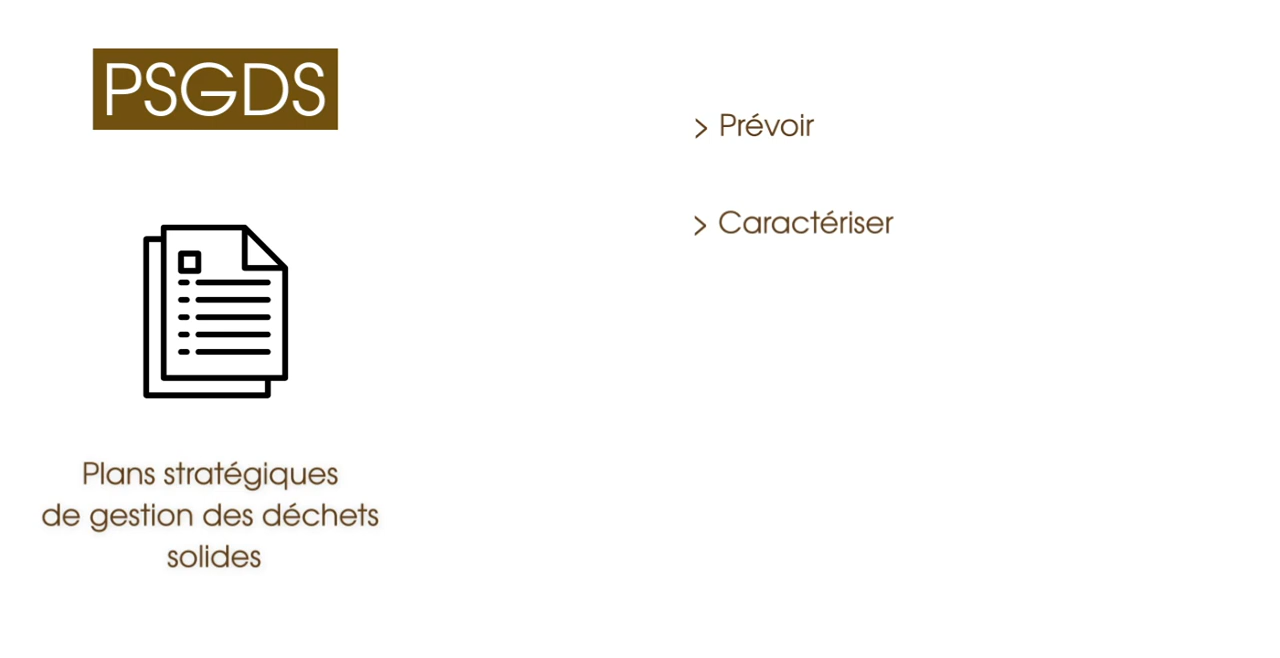 PSGDS
Plans stratégiques
de gestion des déchets
solides
> Prévoir
> Caractériser